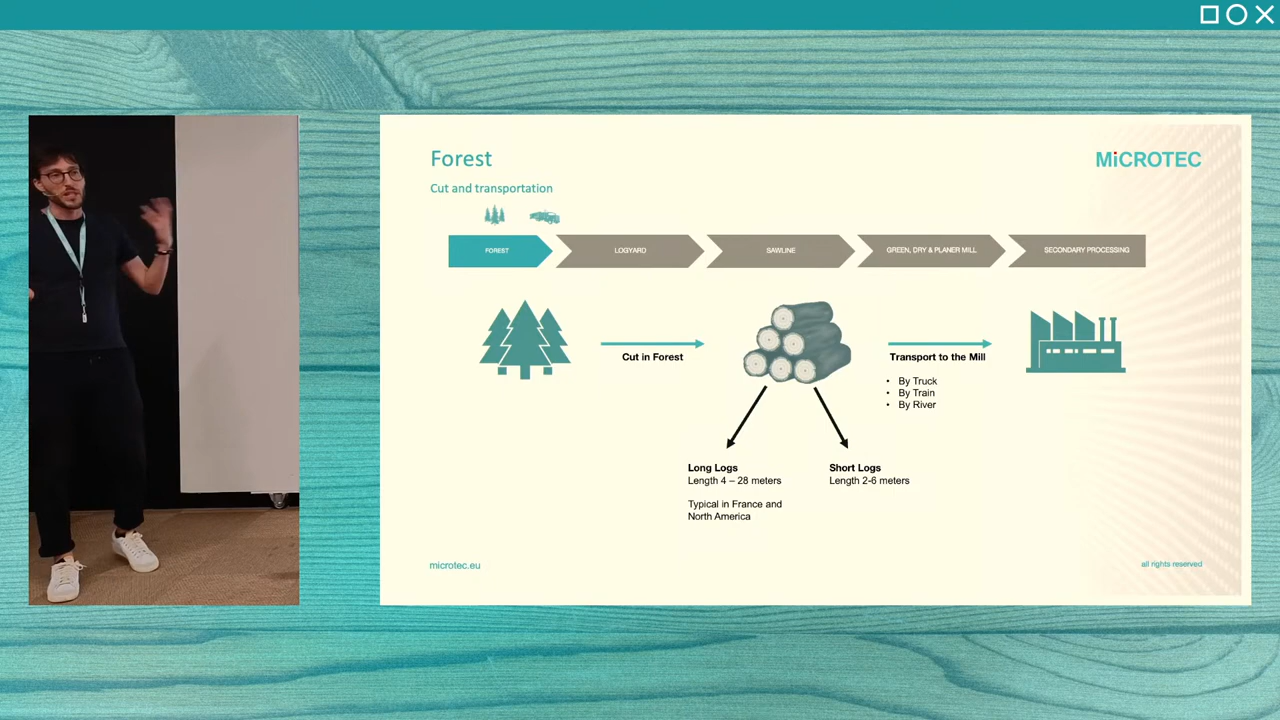 Forest
MiCROTEC
Cut and transportation
FOREST
LOGYARD
SAWLINE
GREEN, DRY & PLANER MILL
SECONDARY PROCESSING
Cut in Forest
Transport to the Mill
• By Truck
• By Train
• By River
Long Logs
Length 4 – 28 meters
Typical in France and
North America
Short Logs
Length 2-6 meters
microtec.eu
all rights reserved